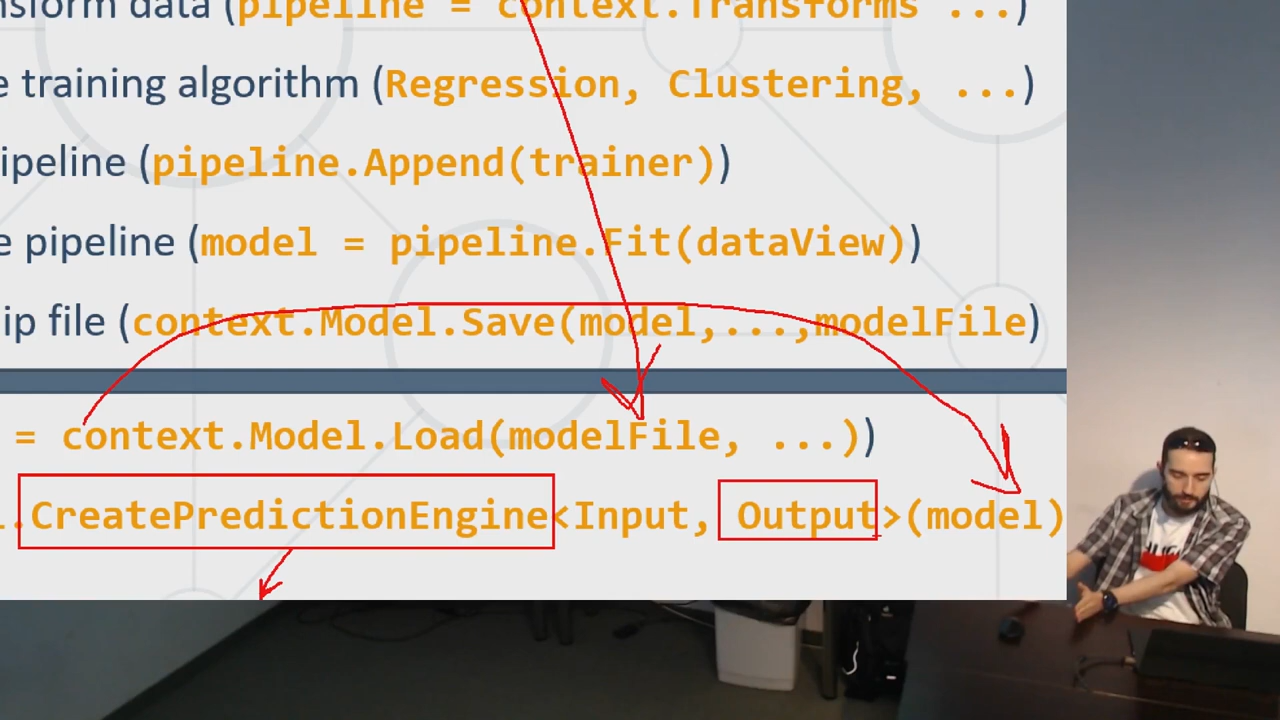 nsform data (pipeline = context.Transforms ...)
e training algorithm (Regression, Clustering, ...)
ipeline (pipeline.Append(trainer))
e pipeline (model = pipeline.Fit(dataView))
ip file (context.Model.Save(model,...,modelFile)
= context.Model.Load(modelFile, ...))
.CreatePredictionEngine<Input, Output>(model)